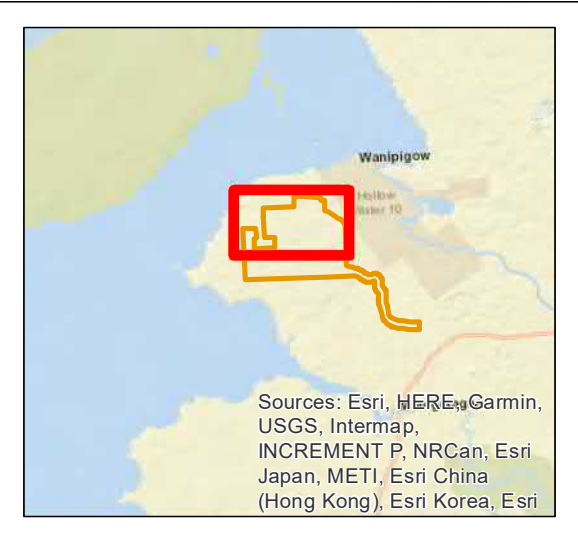 Wanipigow
Hollow
Water 10
Sources: Esri, HERE, Garmin,
USGS, Intermap,
INCREMENT P, NRCan, Esri
Japan, METI, Esri China
(Hong Kong), Esri Korea, Esri